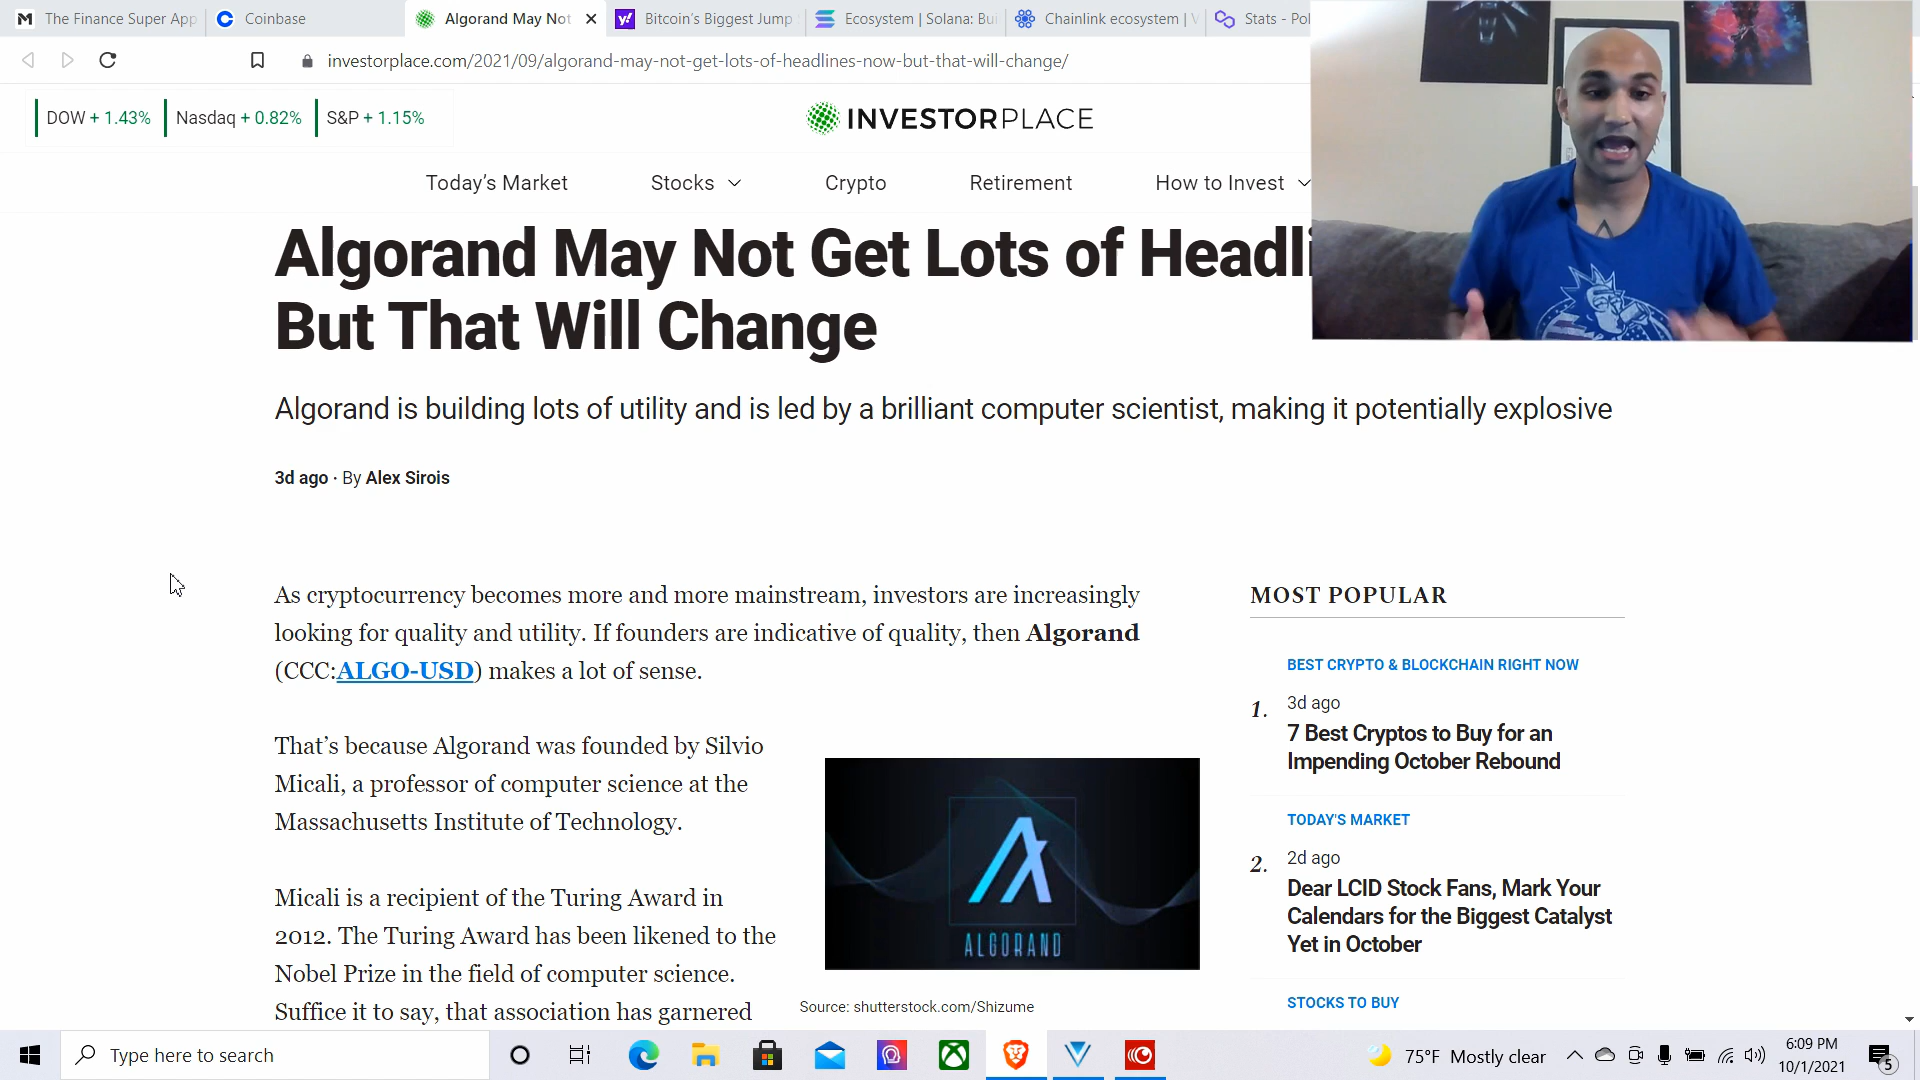 The Finance Super App
Coinbase
Algorand May Not
Bitcoin's Biggest Jump
Ecosystem | Solana: Bui
Chainlink ecosystem |
Stats - Pol
investorplace.com/2021/09/algorand-may-not-get-lots-of-headlines-now-but-that-will-change/
DOW + 1.43%
Nasdaq + 0.82%
S&P + 1.15%
INVESTORPLACE
Today's Market
Stocks
Crypto
Retirement
How to Invest
Algorand May Not Get Lots of Headli
But That Will Change
Algorand is building lots of utility and is led by a brilliant computer scientist, making it potentially explosive
3d ago · By Alex Sirois
As cryptocurrency becomes more and more mainstream, investors are increasingly
looking for quality and utility. If founders are indicative of quality, then Algorand
(CCC:ALGO-USD) makes a lot of sense.
That's because Algorand was founded by Silvio
Micali, a professor of computer science at the
Massachusetts Institute of Technology.
Micali is a recipient of the Turing Award in
2012. The Turing Award has been likened to the
Nobel Prize in the field of computer science.
Suffice it to say, that association has garnered
ALGORAND
Source: shutterstock.com/Shizume
MOST POPULAR
BEST CRYPTO & BLOCKCHAIN RIGHT NOW
1.
3d ago
7 Best Cryptos to Buy for an
Impending October Rebound
TODAY'S MARKET
2.
2d ago
Dear LCID Stock Fans, Mark Your
Calendars for the Biggest Catalyst
Yet in October
STOCKS TO BUY
Type here to search
75°F Mostly clear
6:09 PM
10/1/2021
5